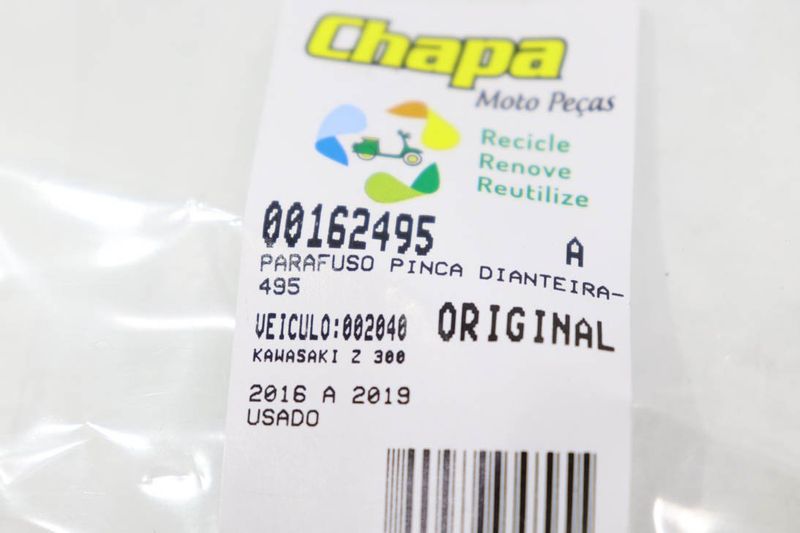 Chapa
Moto Peças
Recicle
Renove
Reutilize
00162495 A
PARAFUSO PINCA DIANTEIRA-
495
VEICULO:002040 ORIGINAL
KAWASAKI Z 300
2016 A 2019
USADO